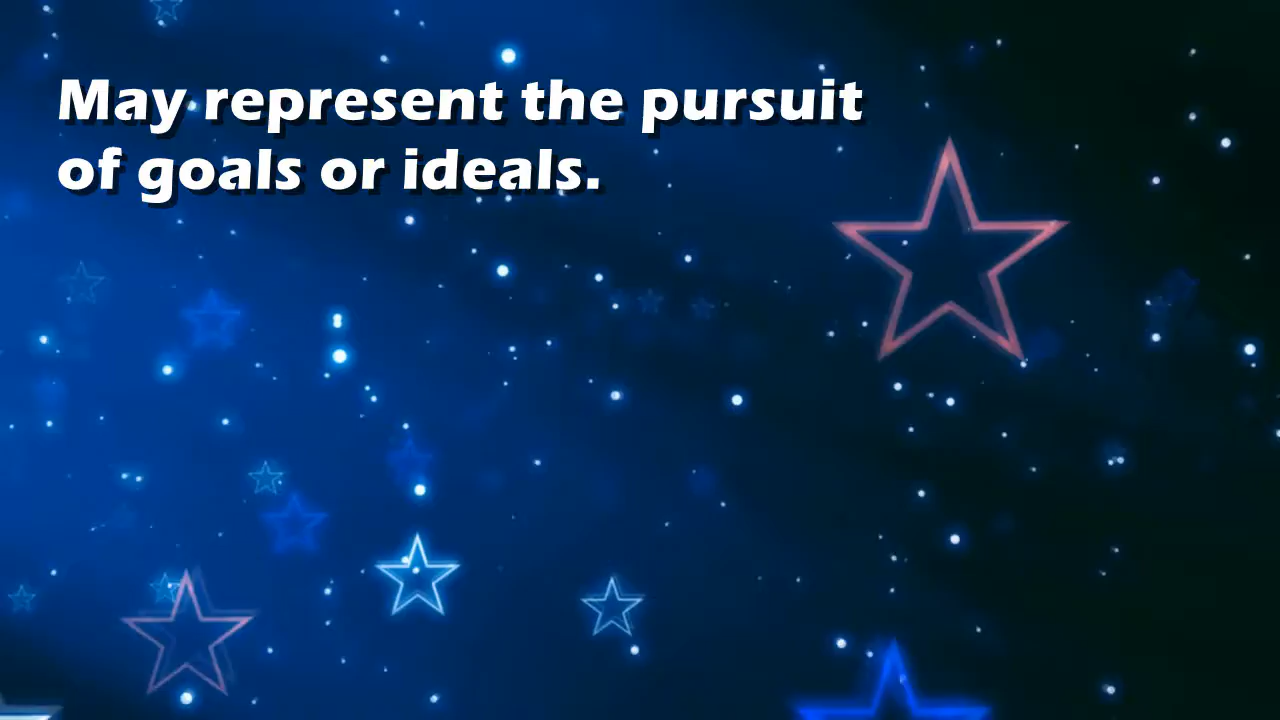 May represent the pursuit
of goals or ideals.